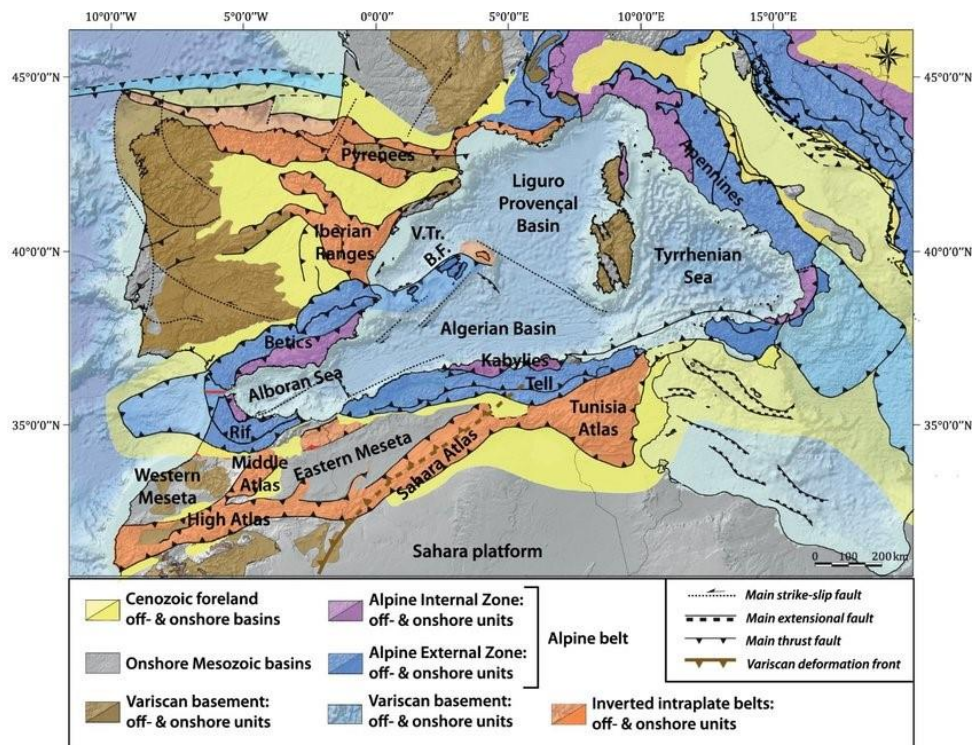 10°00'0"W 5°00'0"W 0°00'0" 5°00'0"E 10°00'0"E 15°00'0"E
45°0'0"N
45°0'0"N
Pyrenees
Apennines
Liguro
Provençal
Basin
Iberian
Ranges
V.Tr.
B.F.
40°0'0"N
40°0'0"N
Tyrrhenian
Sea
Algerian Basin
Betics
Kabylies
Alboran Sea
Tell
35°0'0"N
35°0'0"N
Rif
Tunisia
Atlas
Eastern Meseta
Middle
Atlas
Western
Meseta
Sahara Atlas
High Atlas
Sahara platform
0 100 200 km
Cenozoic foreland
off- & onshore basins
Onshore Mesozoic basins
Variscan basement:
off- & onshore units
Alpine Internal Zone:
off- & onshore units
Alpine External Zone:
off- & onshore units
Alpine belt
Variscan basement:
off- & onshore units
Inverted intraplate belts:
off- & onshore units
Main strike-slip fault
Main extensional fault
Main thrust fault
Variscan deformation front